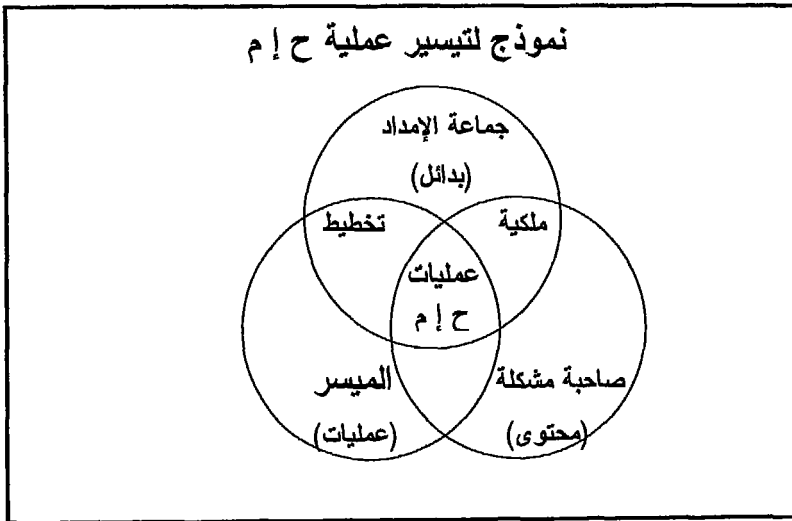 نموذج لتيسير عملية ح إ م
جماعة الإمداد
(بدائل)
ملكية
تخطيط
عمليات
ح إ م
صاحبة مشكلة
(محتوى)
الميسر
(عمليات)